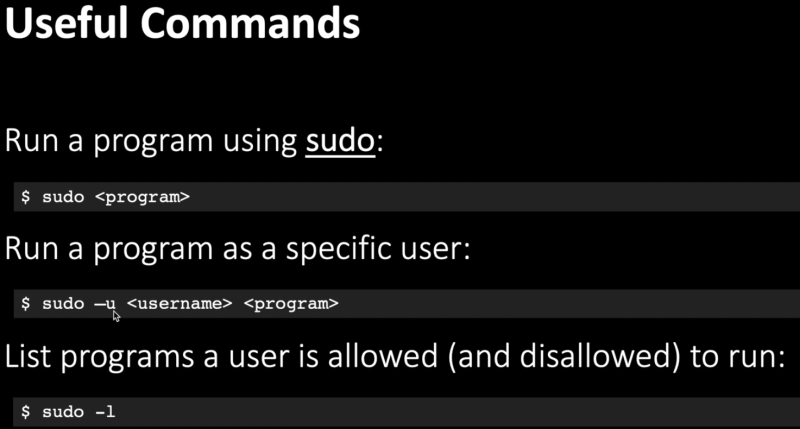 Useful Commands
Run a program using sudo:
$ sudo <program>
Run a program as a specific user:
$ sudo –u <username> <program>
List programs a user is allowed (and disallowed) to run:
$ sudo -l